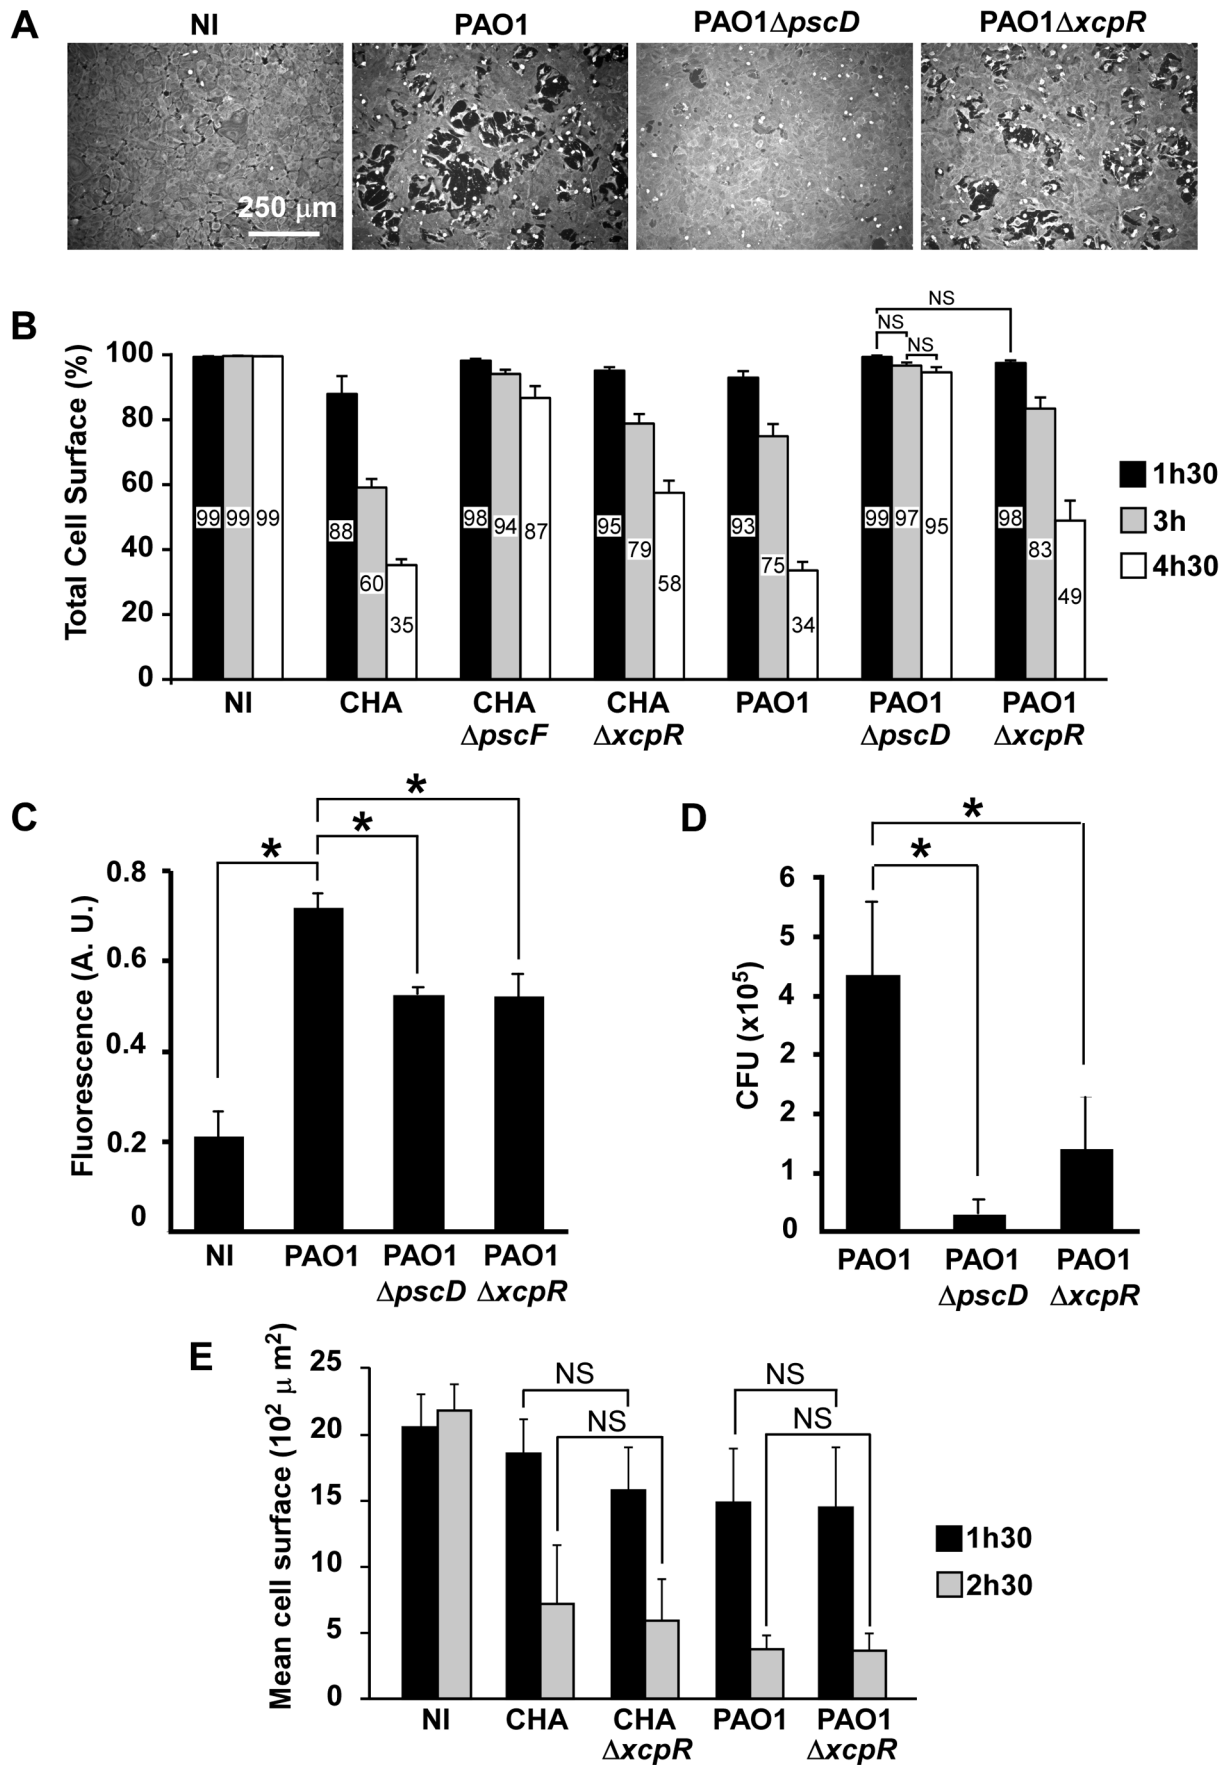 A
NI
PAO1
PAO1ΔpscD
PAO1ΔxcpR
250 μm
B
Total Cell Surface (%)
100
80
60
40
20
0
NS
NS
NS
99 99 99
88 60 35
98 94 87
95 79 58
93 75 34
99 97 95
98 83 49
1h30
3h
4h30
NI
CHA
CHA ΔpscF
CHA ΔxcpR
PAO1
PAO1 ΔpscD
PAO1 ΔxcpR
C
Fluorescence (A. U.)
0.8
0.6
0.4
0.2
0
*
*
*
NI
PAO1
PAO1 ΔpscD
PAO1 ΔxcpR
D
CFU (x10⁵)
6
5
4
2
2
1
0
*
*
PAO1
PAO1 ΔpscD
PAO1 ΔxcpR
E
Mean cell surface (10² μ m²)
25
20
15
10
5
0
NS
NS
NS
NS
1h30
2h30
NI
CHA
CHA ΔxcpR
PAO1
PAO1 ΔxcpR